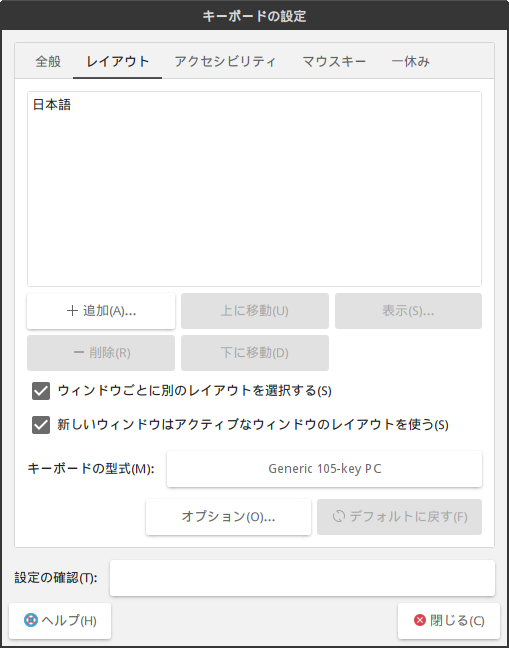 キーボードの設定
全般 レイアウト アクセシビリティ マウスキー 一休み
日本語
追加(A)... 上に移動(U) 表示(S)...
削除(R) 下に移動(D)
ウィンドウごとに別のレイアウトを選択する(S)
新しいウィンドウはアクティブなウィンドウのレイアウトを使う(S)
キーボードの型式(M): Generic 105-key PC
オプション(O)... デフォルトに戻す(F)
設定の確認(T):
ヘルプ(H) 閉じる(C)